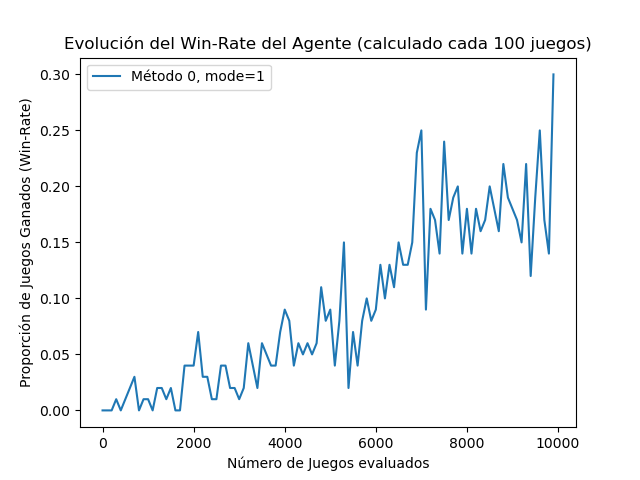 Evolución del Win-Rate del Agente (calculado cada 100 juegos)
Método 0, mode=1
Proporción de Juegos Ganados (Win-Rate)
0.30
0.25
0.20
0.15
0.10
0.05
0.00
0 2000 4000 6000 8000 10000
Número de Juegos evaluados